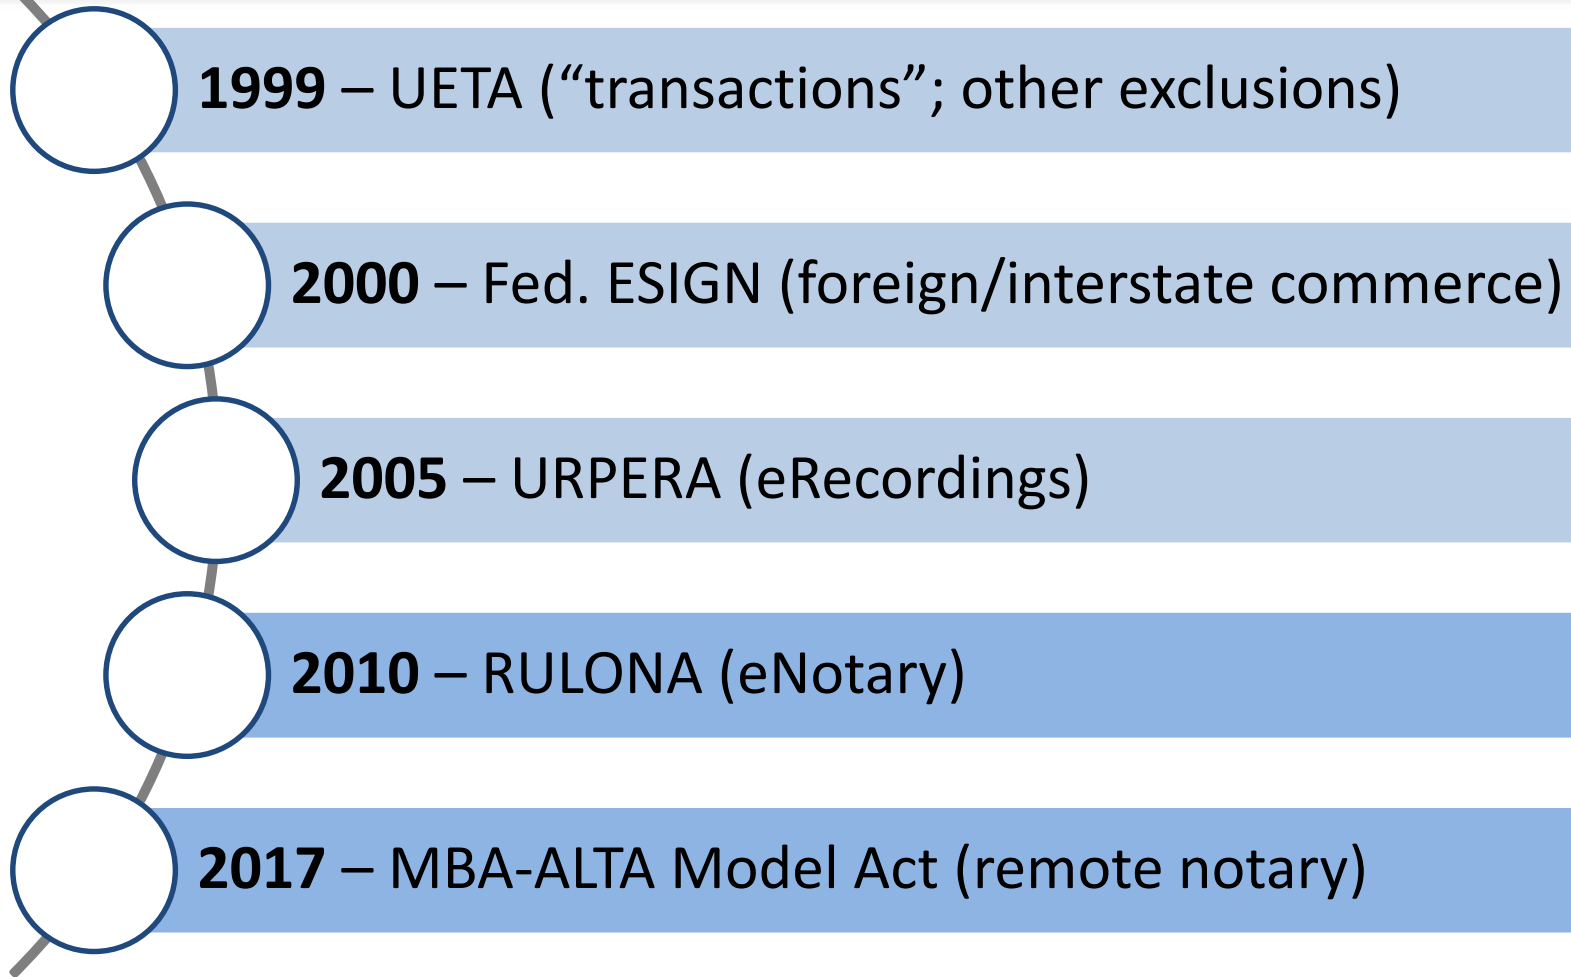 1999 – UETA (“transactions”; other exclusions)
2000 – Fed. ESIGN (foreign/interstate commerce)
2005 – URPERA (eRecordings)
2010 – RULONA (eNotary)
2017 – MBA-ALTA Model Act (remote notary)